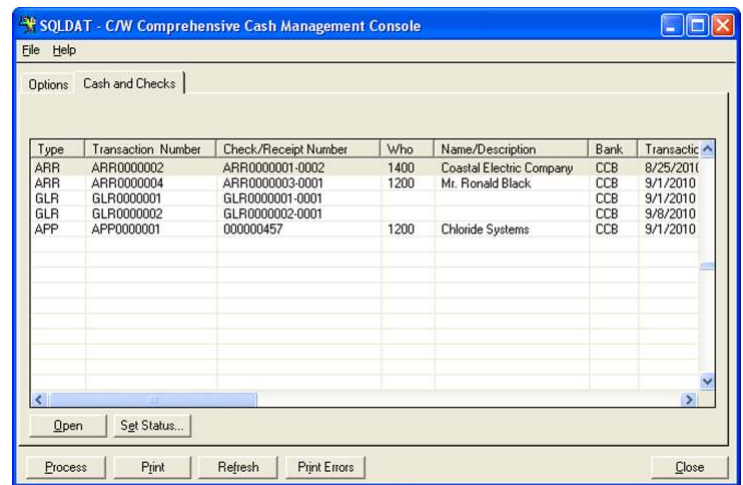 SQLDAT - C/W Comprehensive Cash Management Console
File Help
Options Cash and Checks
Type Transaction Number Check/Receipt Number Who Name/Description Bank Transactic
ARR ARR0000002 ARR0000001-0002 1400 Coastal Electric Company CCB 8/25/201(
ARR ARR0000004 ARR0000003-0001 1200 Mr. Ronald Black CCB 9/1/2010
GLR GLR0000001 GLR0000001-0001 CCB 9/1/2010
GLR GLR0000002 GLR0000002-0001 CCB 9/8/2010
APP APP0000001 000000457 1200 Chloride Systems CCB 9/1/2010
Open Set Status...
Process Print Refresh Print Errors Close